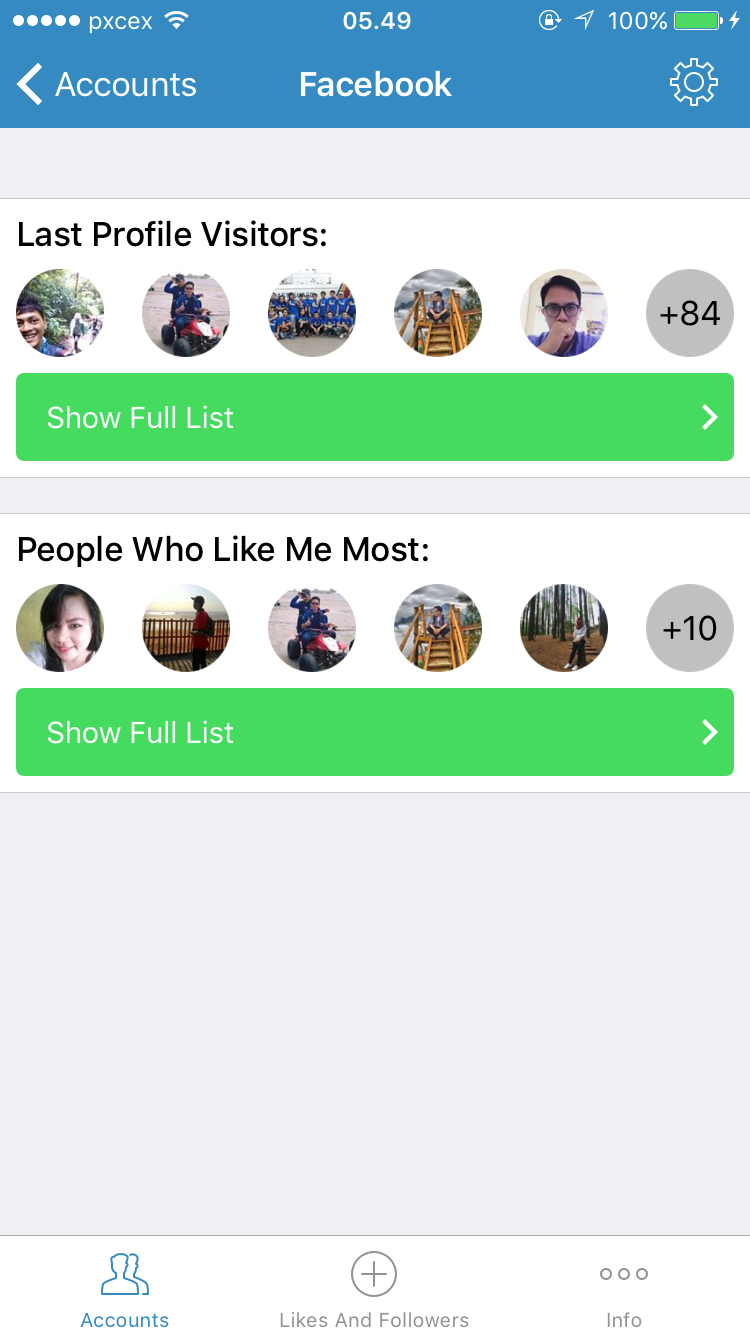 pxcex 05.49 100%
Accounts Facebook
Last Profile Visitors:
+84
Show Full List
People Who Like Me Most:
+10
Show Full List
Accounts Likes And Followers Info